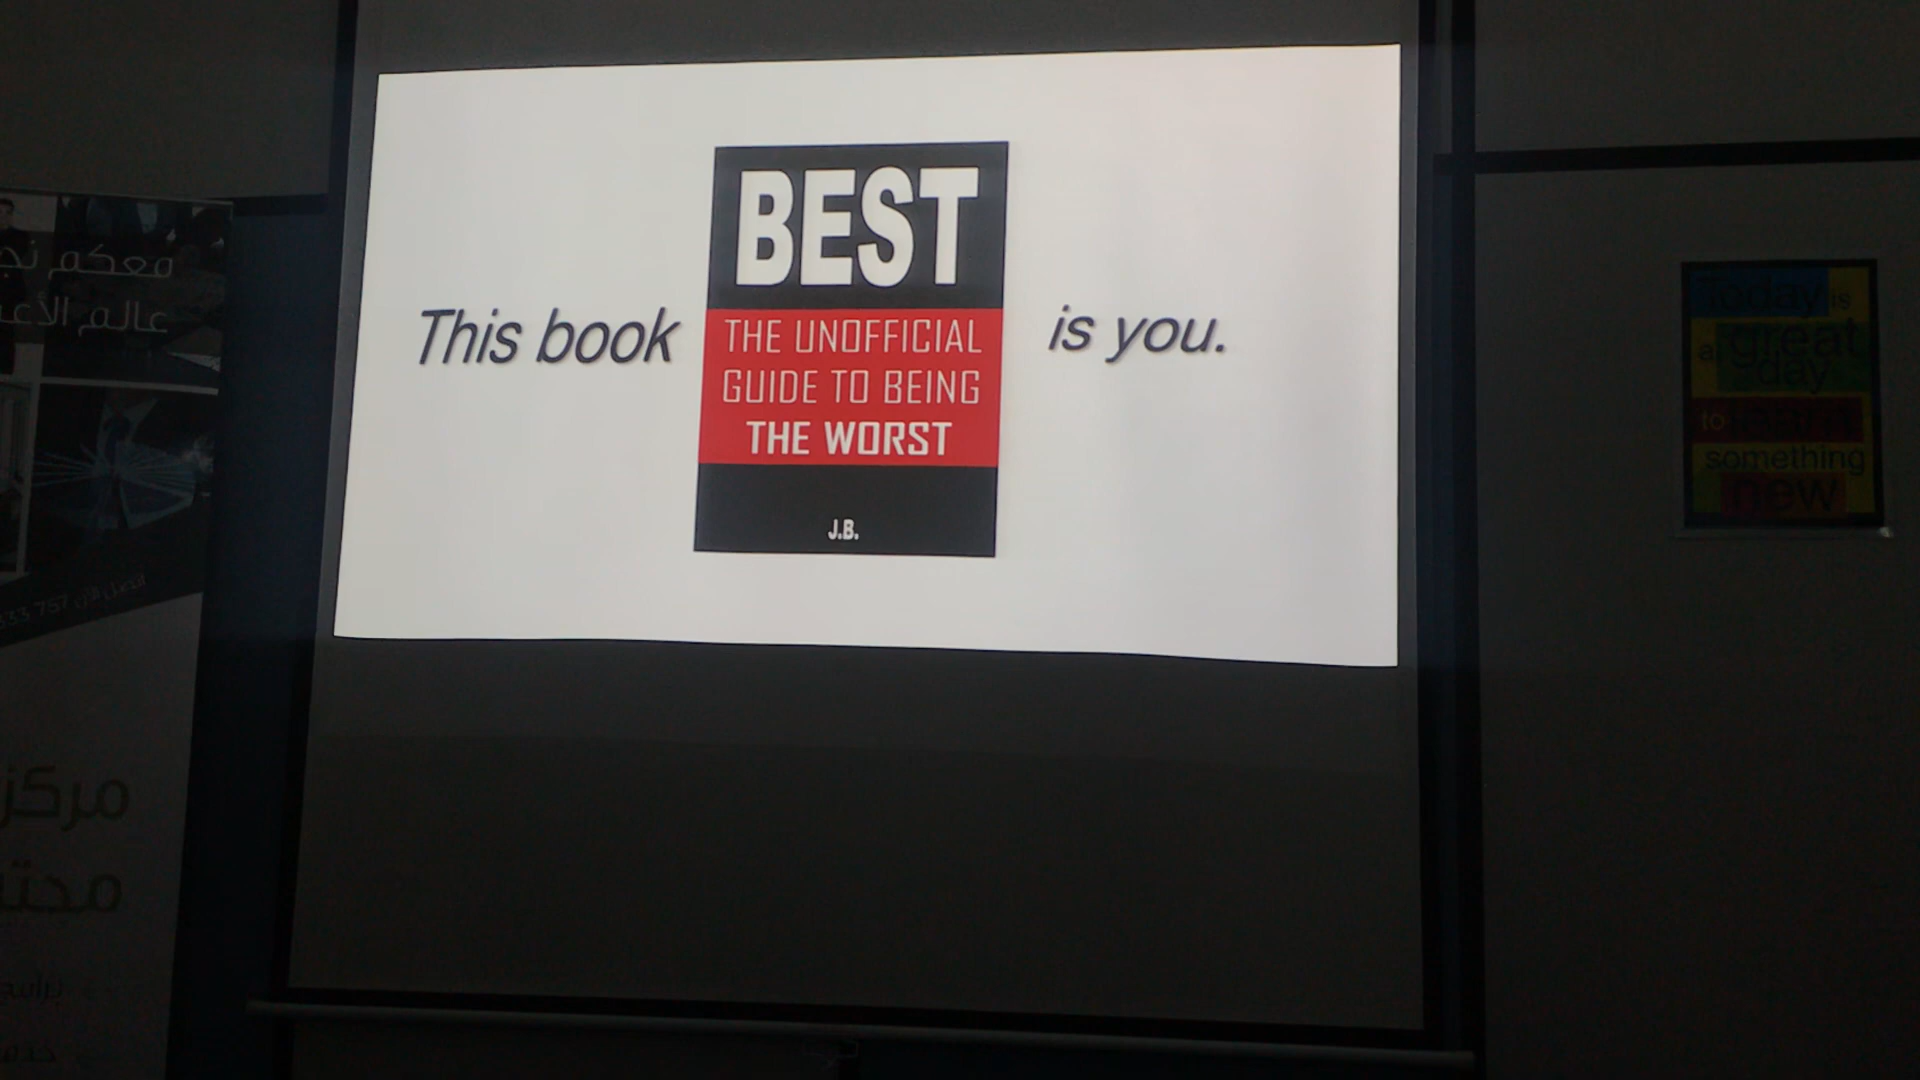 This book
BEST
THE UNOFFICIAL
GUIDE TO BEING
THE WORST
J.B.
is you.
معكم نج
عالم الأع
مركز
Today is
a great
day
to learn
something
new